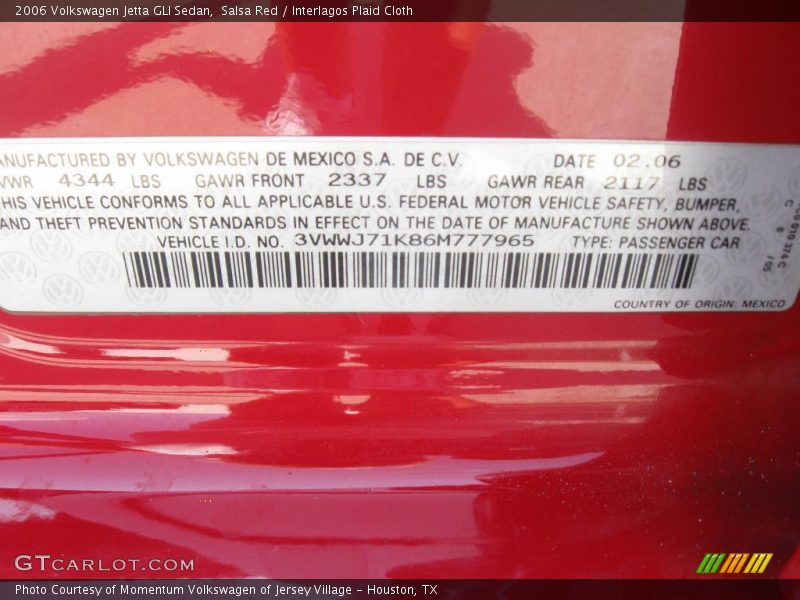 2006 Volkswagen Jetta GLI Sedan,  Salsa Red / Interlagos Plaid Cloth
ANUFACTURED BY VOLKSWAGEN DE MEXICO S.A. DE C.V. DATE 02.06
VWR 4344 LBS GAWR FRONT 2337 LBS GAWR REAR 2117 LBS
HIS VEHICLE CONFORMS TO ALL APPLICABLE U.S. FEDERAL MOTOR VEHICLE SAFETY, BUMPER,
AND THEFT PREVENTION STANDARDS IN EFFECT ON THE DATE OF MANUFACTURE SHOWN ABOVE.
VEHICLE I.D. NO. 3VWWJ71K86M777965 TYPE: PASSENGER CAR
COUNTRY OF ORIGIN: MEXICO
GTCARLOT.COM
Photo Courtesy of Momentum Volkswagen of Jersey Village - Houston, TX